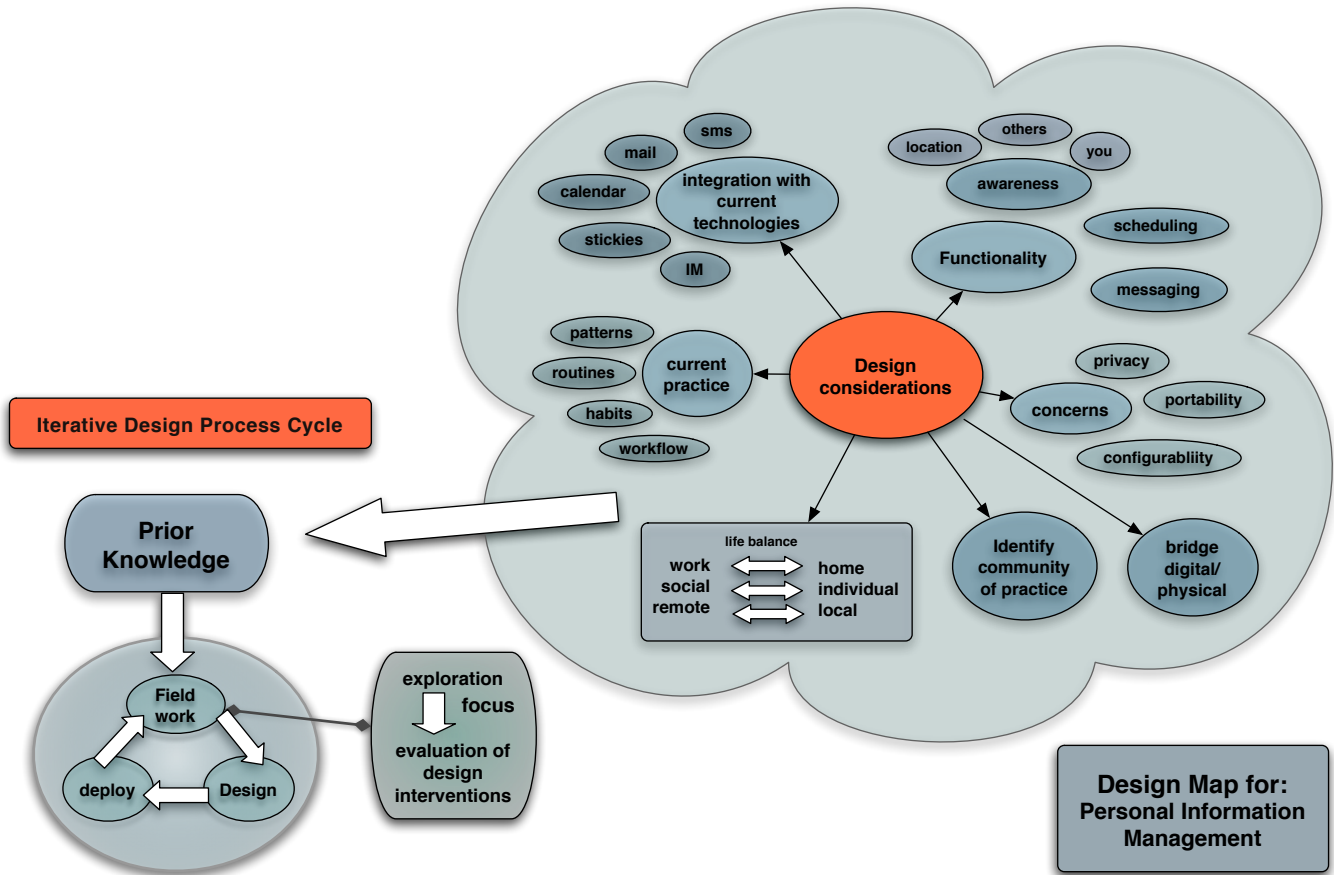 sms
mail
calendar
stickies
IM
integration with
current
technologies
others
location
you
awareness
scheduling
Functionality
messaging
patterns
routines
habits
workflow
current
practice
Design
considerations
privacy
portability
concerns
configurabliity
Iterative Design Process Cycle
Prior
Knowledge
life balance
work home
social individual
remote local
Identify
community
of practice
bridge
digital/
physical
Field
work
deploy
Design
exploration
focus
evaluation of
design
interventions
Design Map for:
Personal Information
Management